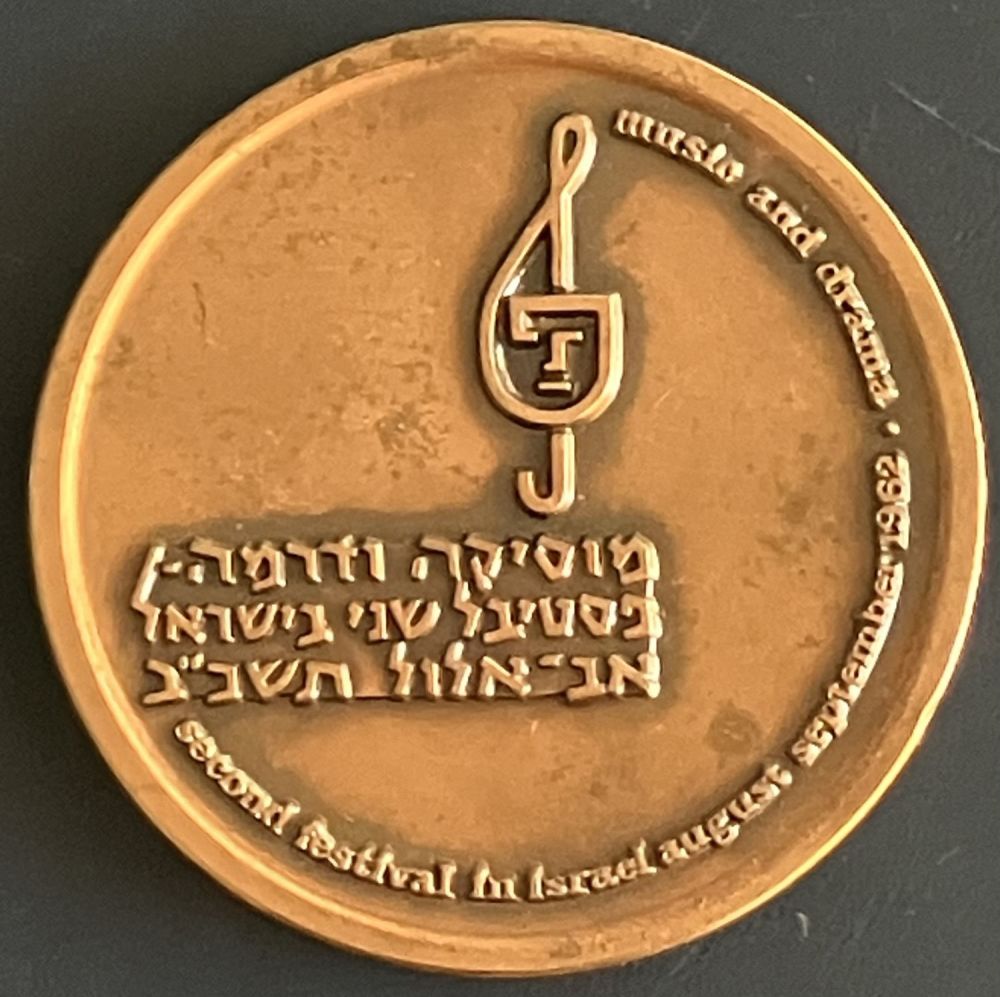 music and drama · september 1962
מוסיקה ודרמה-
פסטיבל שני בישראל
אב־אלול תשכ״ב
second festival in israel august